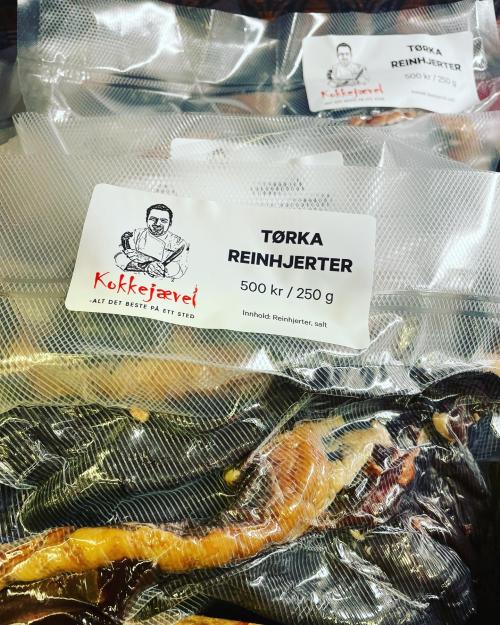 TØRKA
REINHJERTER
500 kr / 250 g
Kokkejævel
TØRKA
REINHJERTER
500 kr / 250 g
Innhold: Reinhjerter, salt
Kokkejævel
-ALT DET BESTE PÅ ETT STED